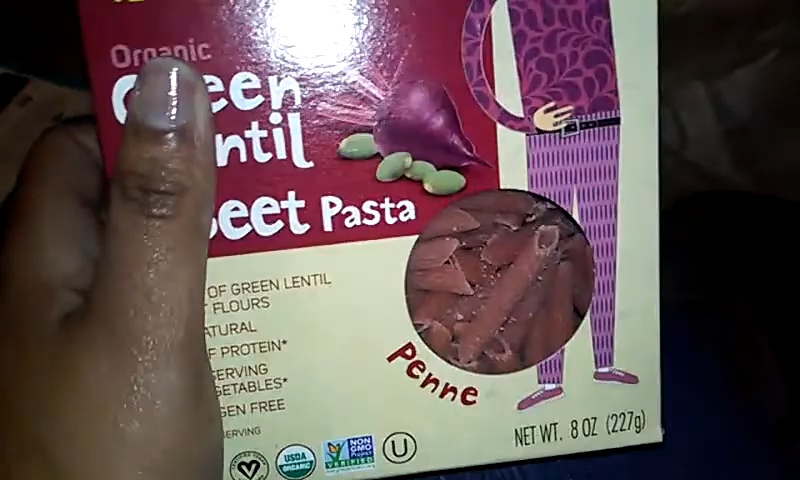 Organic
Green
Lentil
Beet Pasta
OF GREEN LENTIL
FLOURS
ATURAL
F PROTEIN*
SERVING
GETABLES*
GEN FREE
SERVING
Penne
USDA
ORGANIC
NON
GMO
Project
VERIFIED
U
NET WT. 8 OZ (227g)